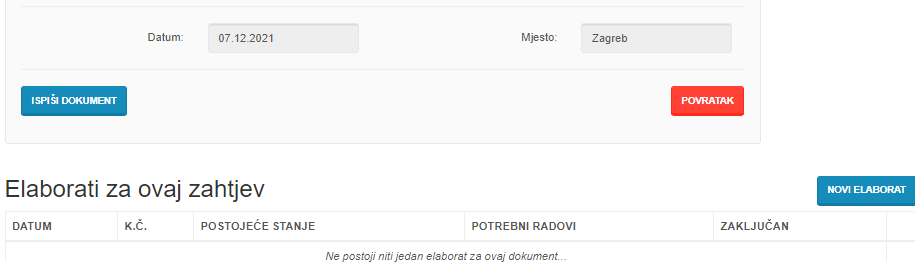 Datum: 07.12.2021 Mjesto: Zagreb
ISPIŠI DOKUMENT POVRATAK
Elaborati za ovaj zahtjev NOVI ELABORAT
DATUM K.Č. POSTOJEĆE STANJE POTREBNI RADOVI ZAKLJUČAN
Ne postoji niti jedan elaborat za ovaj dokument...